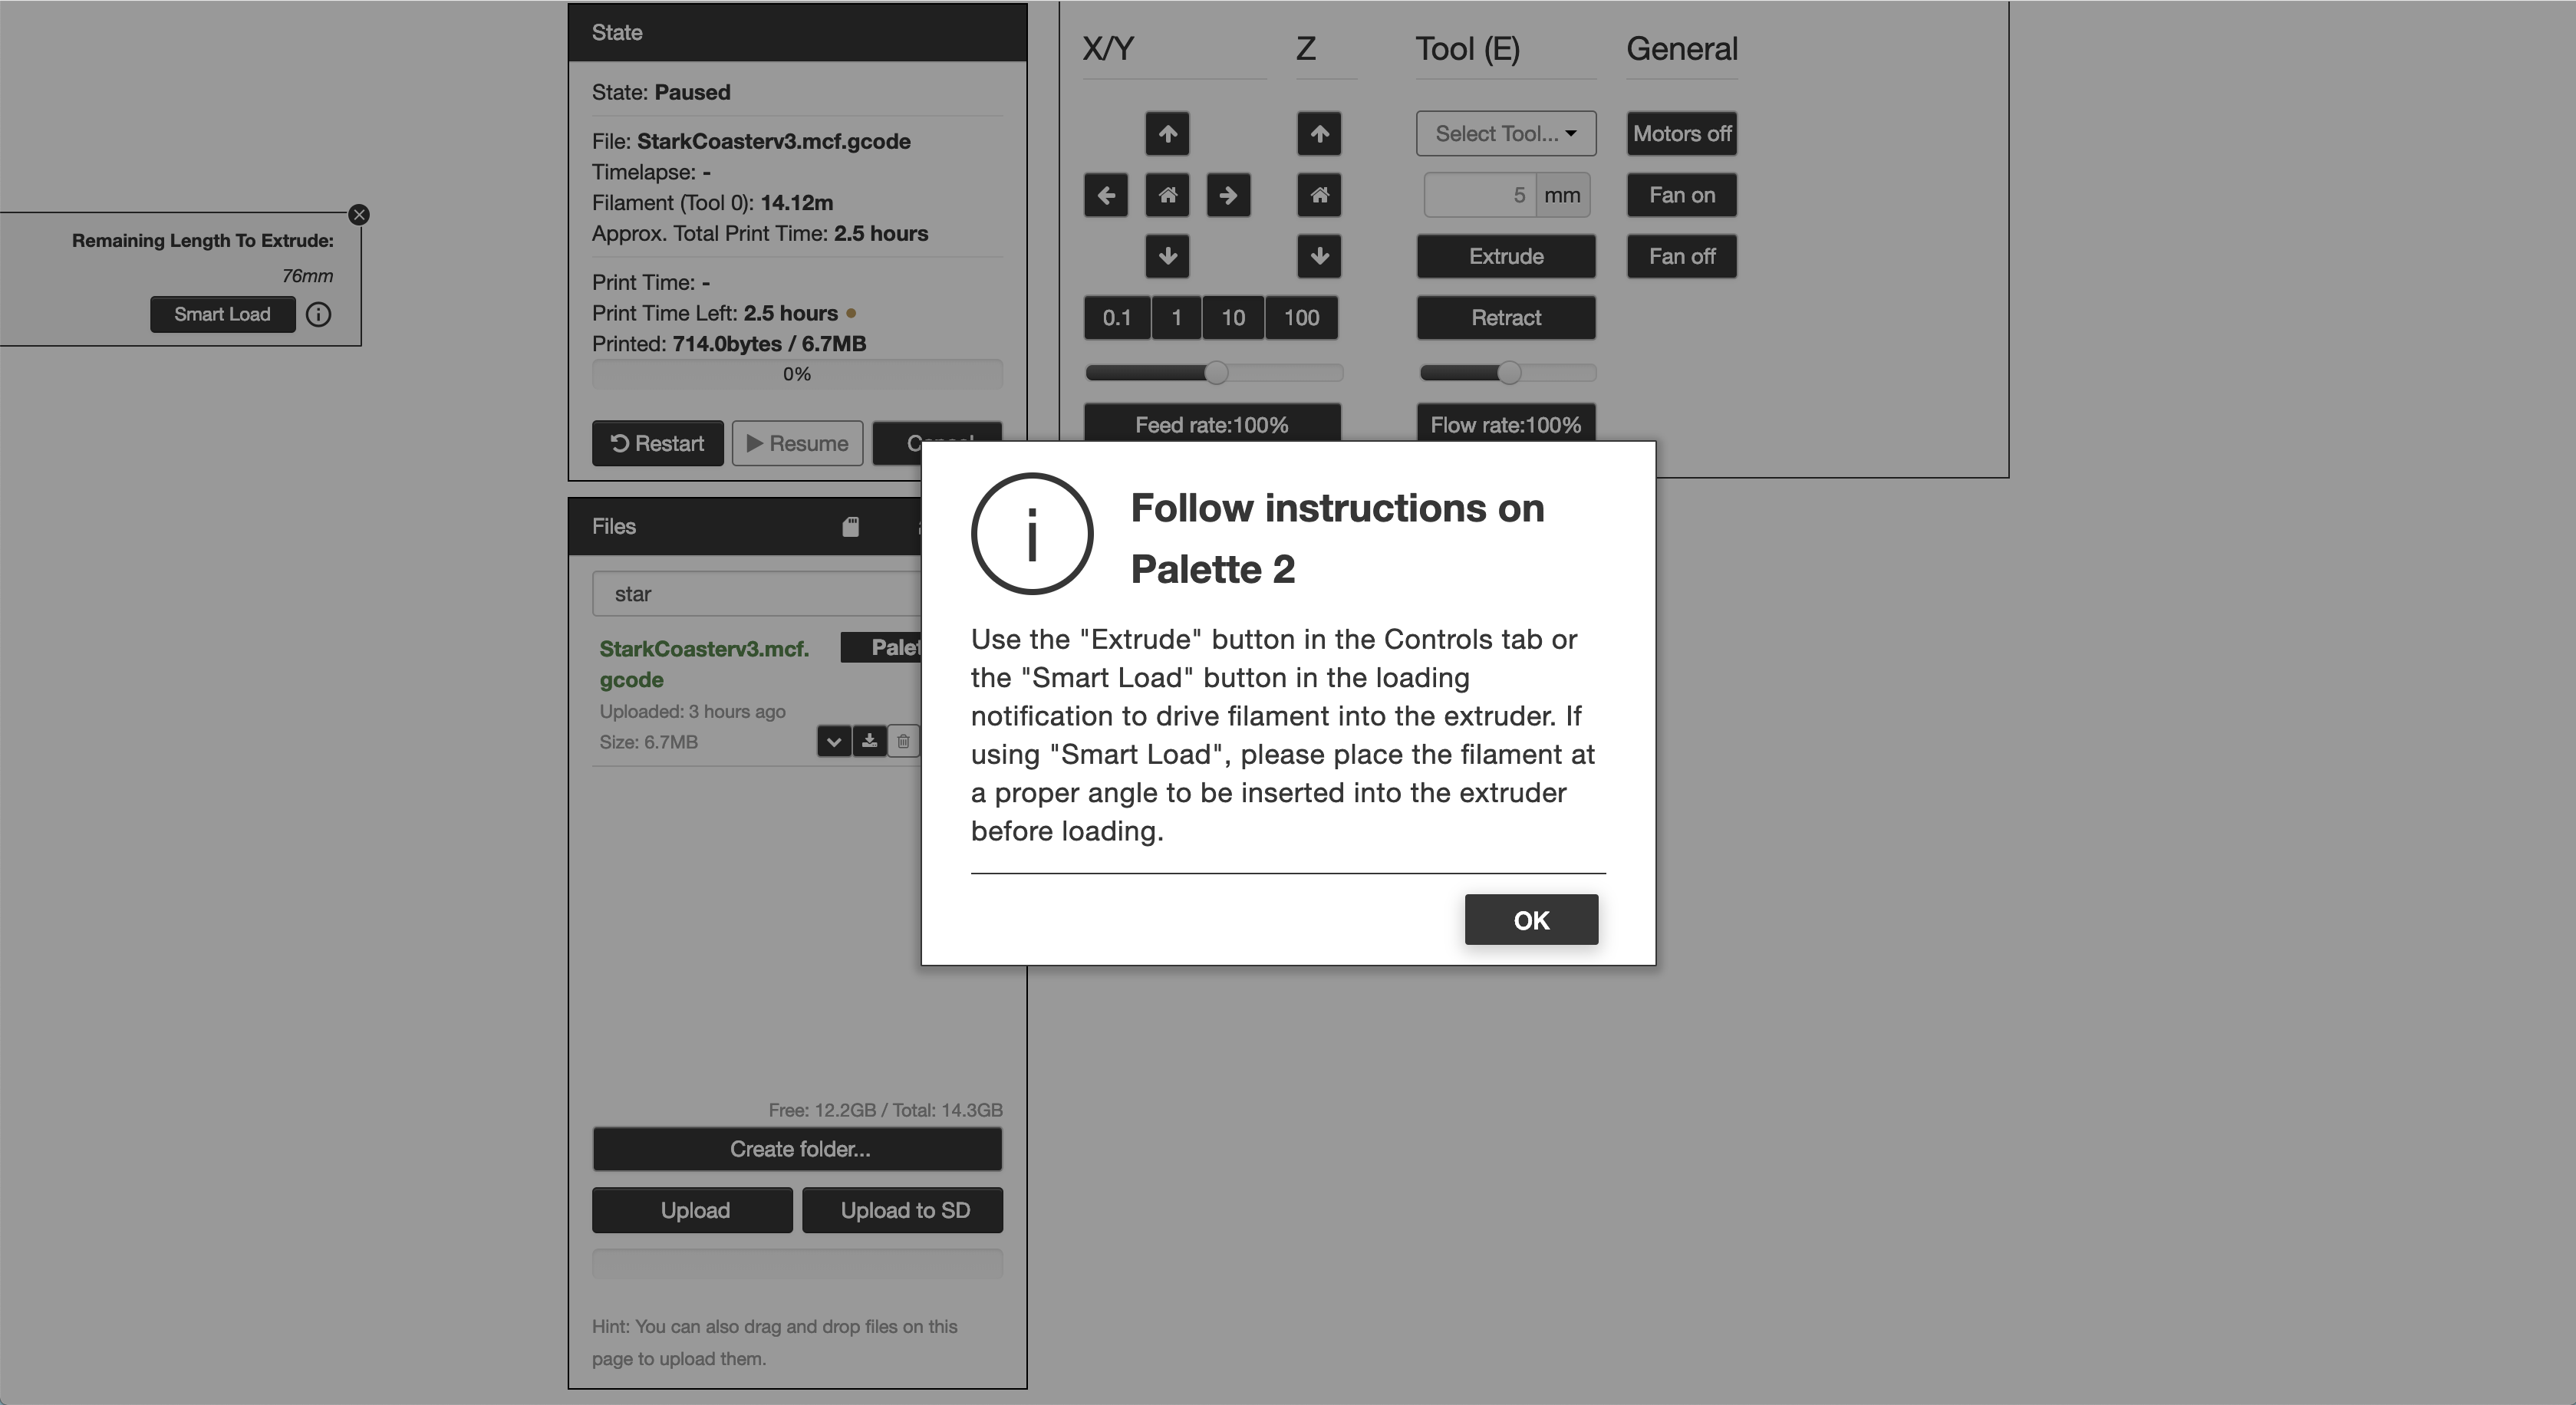 Remaining Length To Extrude:
76mm
Smart Load
State
State: Paused
File: StarkCoasterv3.mcf.gcode
Timelapse: -
Filament (Tool 0): 14.12m
Approx. Total Print Time: 2.5 hours
Print Time: -
Print Time Left: 2.5 hours
Printed: 714.0bytes / 6.7MB
0%
Restart
Resume
X/Y
Z
Tool (E)
General
Select Tool...
Motors off
5 mm
Fan on
Extrude
Fan off
0.1 1 10 100
Retract
Feed rate:100%
Flow rate:100%
Files
star
StarkCoasterv3.mcf.
gcode
Uploaded: 3 hours ago
Size: 6.7MB
Follow instructions on
Palette 2
Use the "Extrude" button in the Controls tab or
the "Smart Load" button in the loading
notification to drive filament into the extruder. If
using "Smart Load", please place the filament at
a proper angle to be inserted into the extruder
before loading.
OK
Free: 12.2GB / Total: 14.3GB
Create folder...
Upload
Upload to SD
Hint: You can also drag and drop files on this
page to upload them.